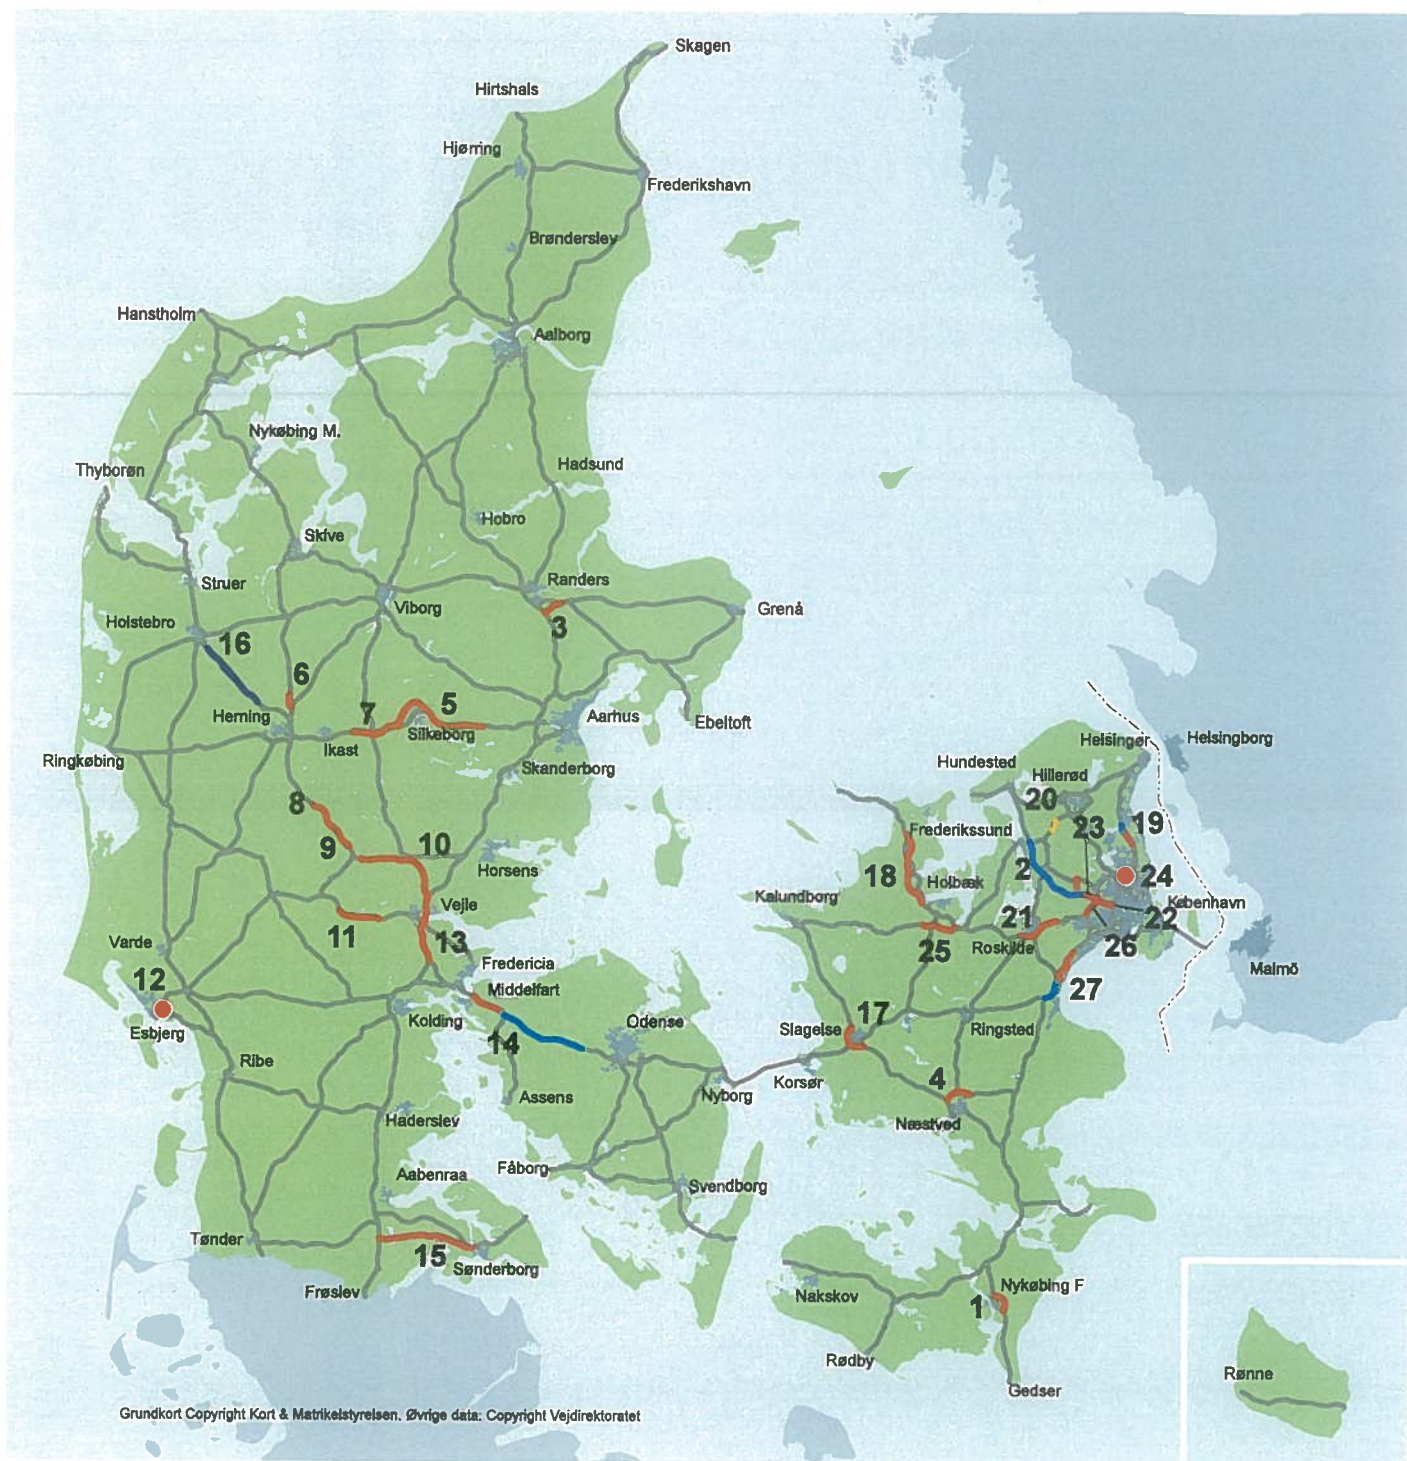 Skagen
Hirtshals
Hjørring
Frederikshavn
Brønderslev
Hanstholm
Aalborg
Nykøbing M.
Thyborøn
Hadsund
Hobro
Skive
Struer
Randers
Viborg
Grenå
Holstebro
3
16
6
7
5
Herning
Aarhus
Ebeltoft
Silkeborg
Ikast
Helsingør
Helsingborg
Ringkøbing
Skanderborg
Hundested
Hillerød
20
8
Frederikssund
23
19
9
10
Horsens
18
Holbæk
2
24
Kalundborg
København
Vejle
11
13
21
22
Varde
25
Roskilde
26
Fredericia
Malmö
12
Middelfart
27
Esbjerg
Kolding
Odense
17
Slagelse
Ringsted
14
Ribe
4
Korsør
Nyborg
Assens
Haderslev
Næstved
Fåborg
Aabenraa
Svendborg
Tønder
15
Sønderborg
Frøslev
Nykøbing F
Nakskov
1
Rødby
Rønne
Gedser
Grundkort Copyright Kort & Matrikelstyrelsen. Øvrige data: Copyright Vejdirektoratet